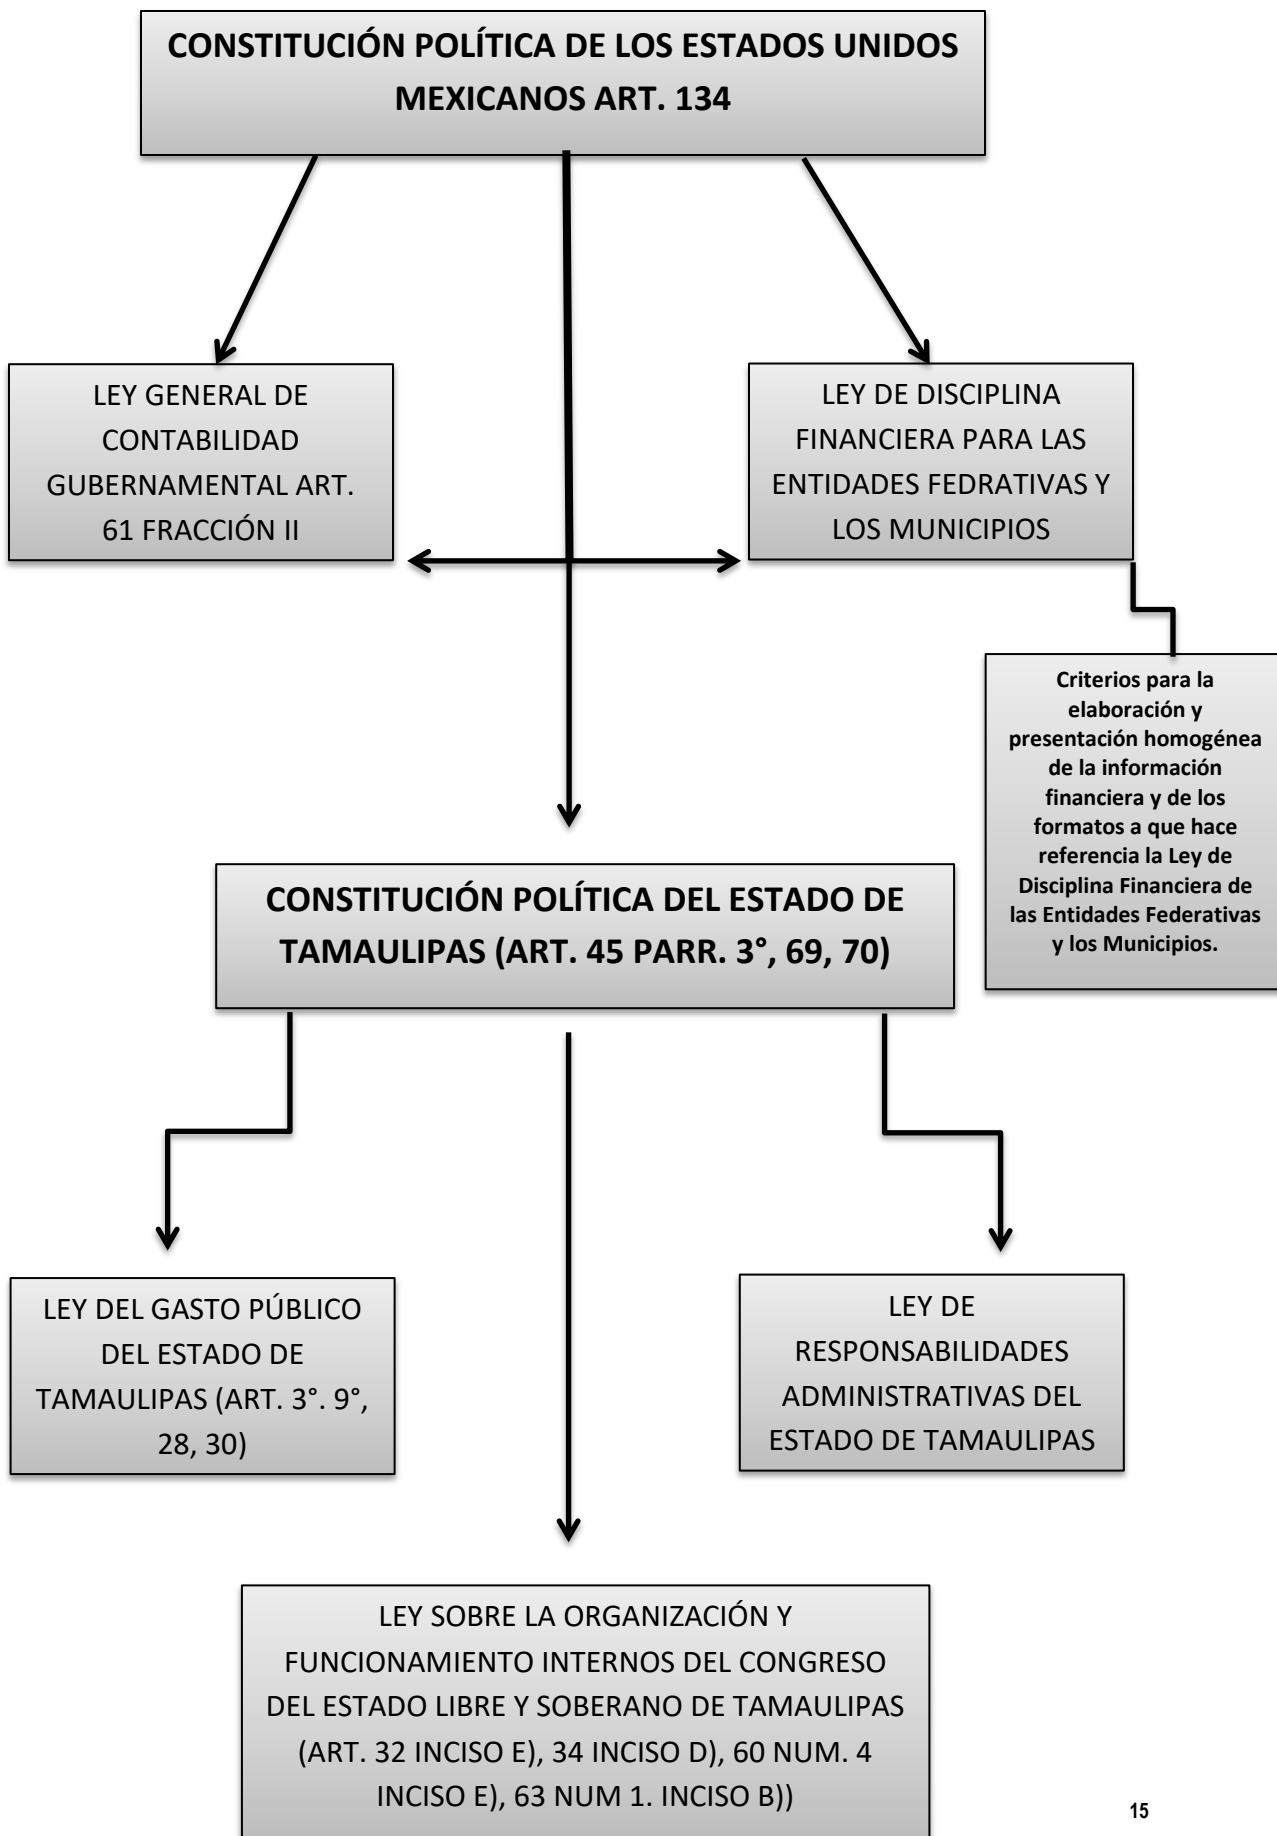 CONSTITUCIÓN POLÍTICA DE LOS ESTADOS UNIDOS
MEXICANOS ART. 134
LEY GENERAL DE
CONTABILIDAD
GUBERNAMENTAL ART.
61 FRACCIÓN II
LEY DE DISCIPLINA
FINANCIERA PARA LAS
ENTIDADES FEDRATIVAS Y
LOS MUNICIPIOS
Criterios para la
elaboración y
presentación homogénea
de la información
financiera y de los
formatos a que hace
referencia la Ley de
Disciplina Financiera de
las Entidades Federativas
y los Municipios.
CONSTITUCIÓN POLÍTICA DEL ESTADO DE
TAMAULIPAS (ART. 45 PARR. 3°, 69, 70)
LEY DEL GASTO PÚBLICO
DEL ESTADO DE
TAMAULIPAS (ART. 3°. 9°,
28, 30)
LEY DE
RESPONSABILIDADES
ADMINISTRATIVAS DEL
ESTADO DE TAMAULIPAS
LEY SOBRE LA ORGANIZACIÓN Y
FUNCIONAMIENTO INTERNOS DEL CONGRESO
DEL ESTADO LIBRE Y SOBERANO DE TAMAULIPAS
(ART. 32 INCISO E), 34 INCISO D), 60 NUM. 4
INCISO E), 63 NUM 1. INCISO B))
15